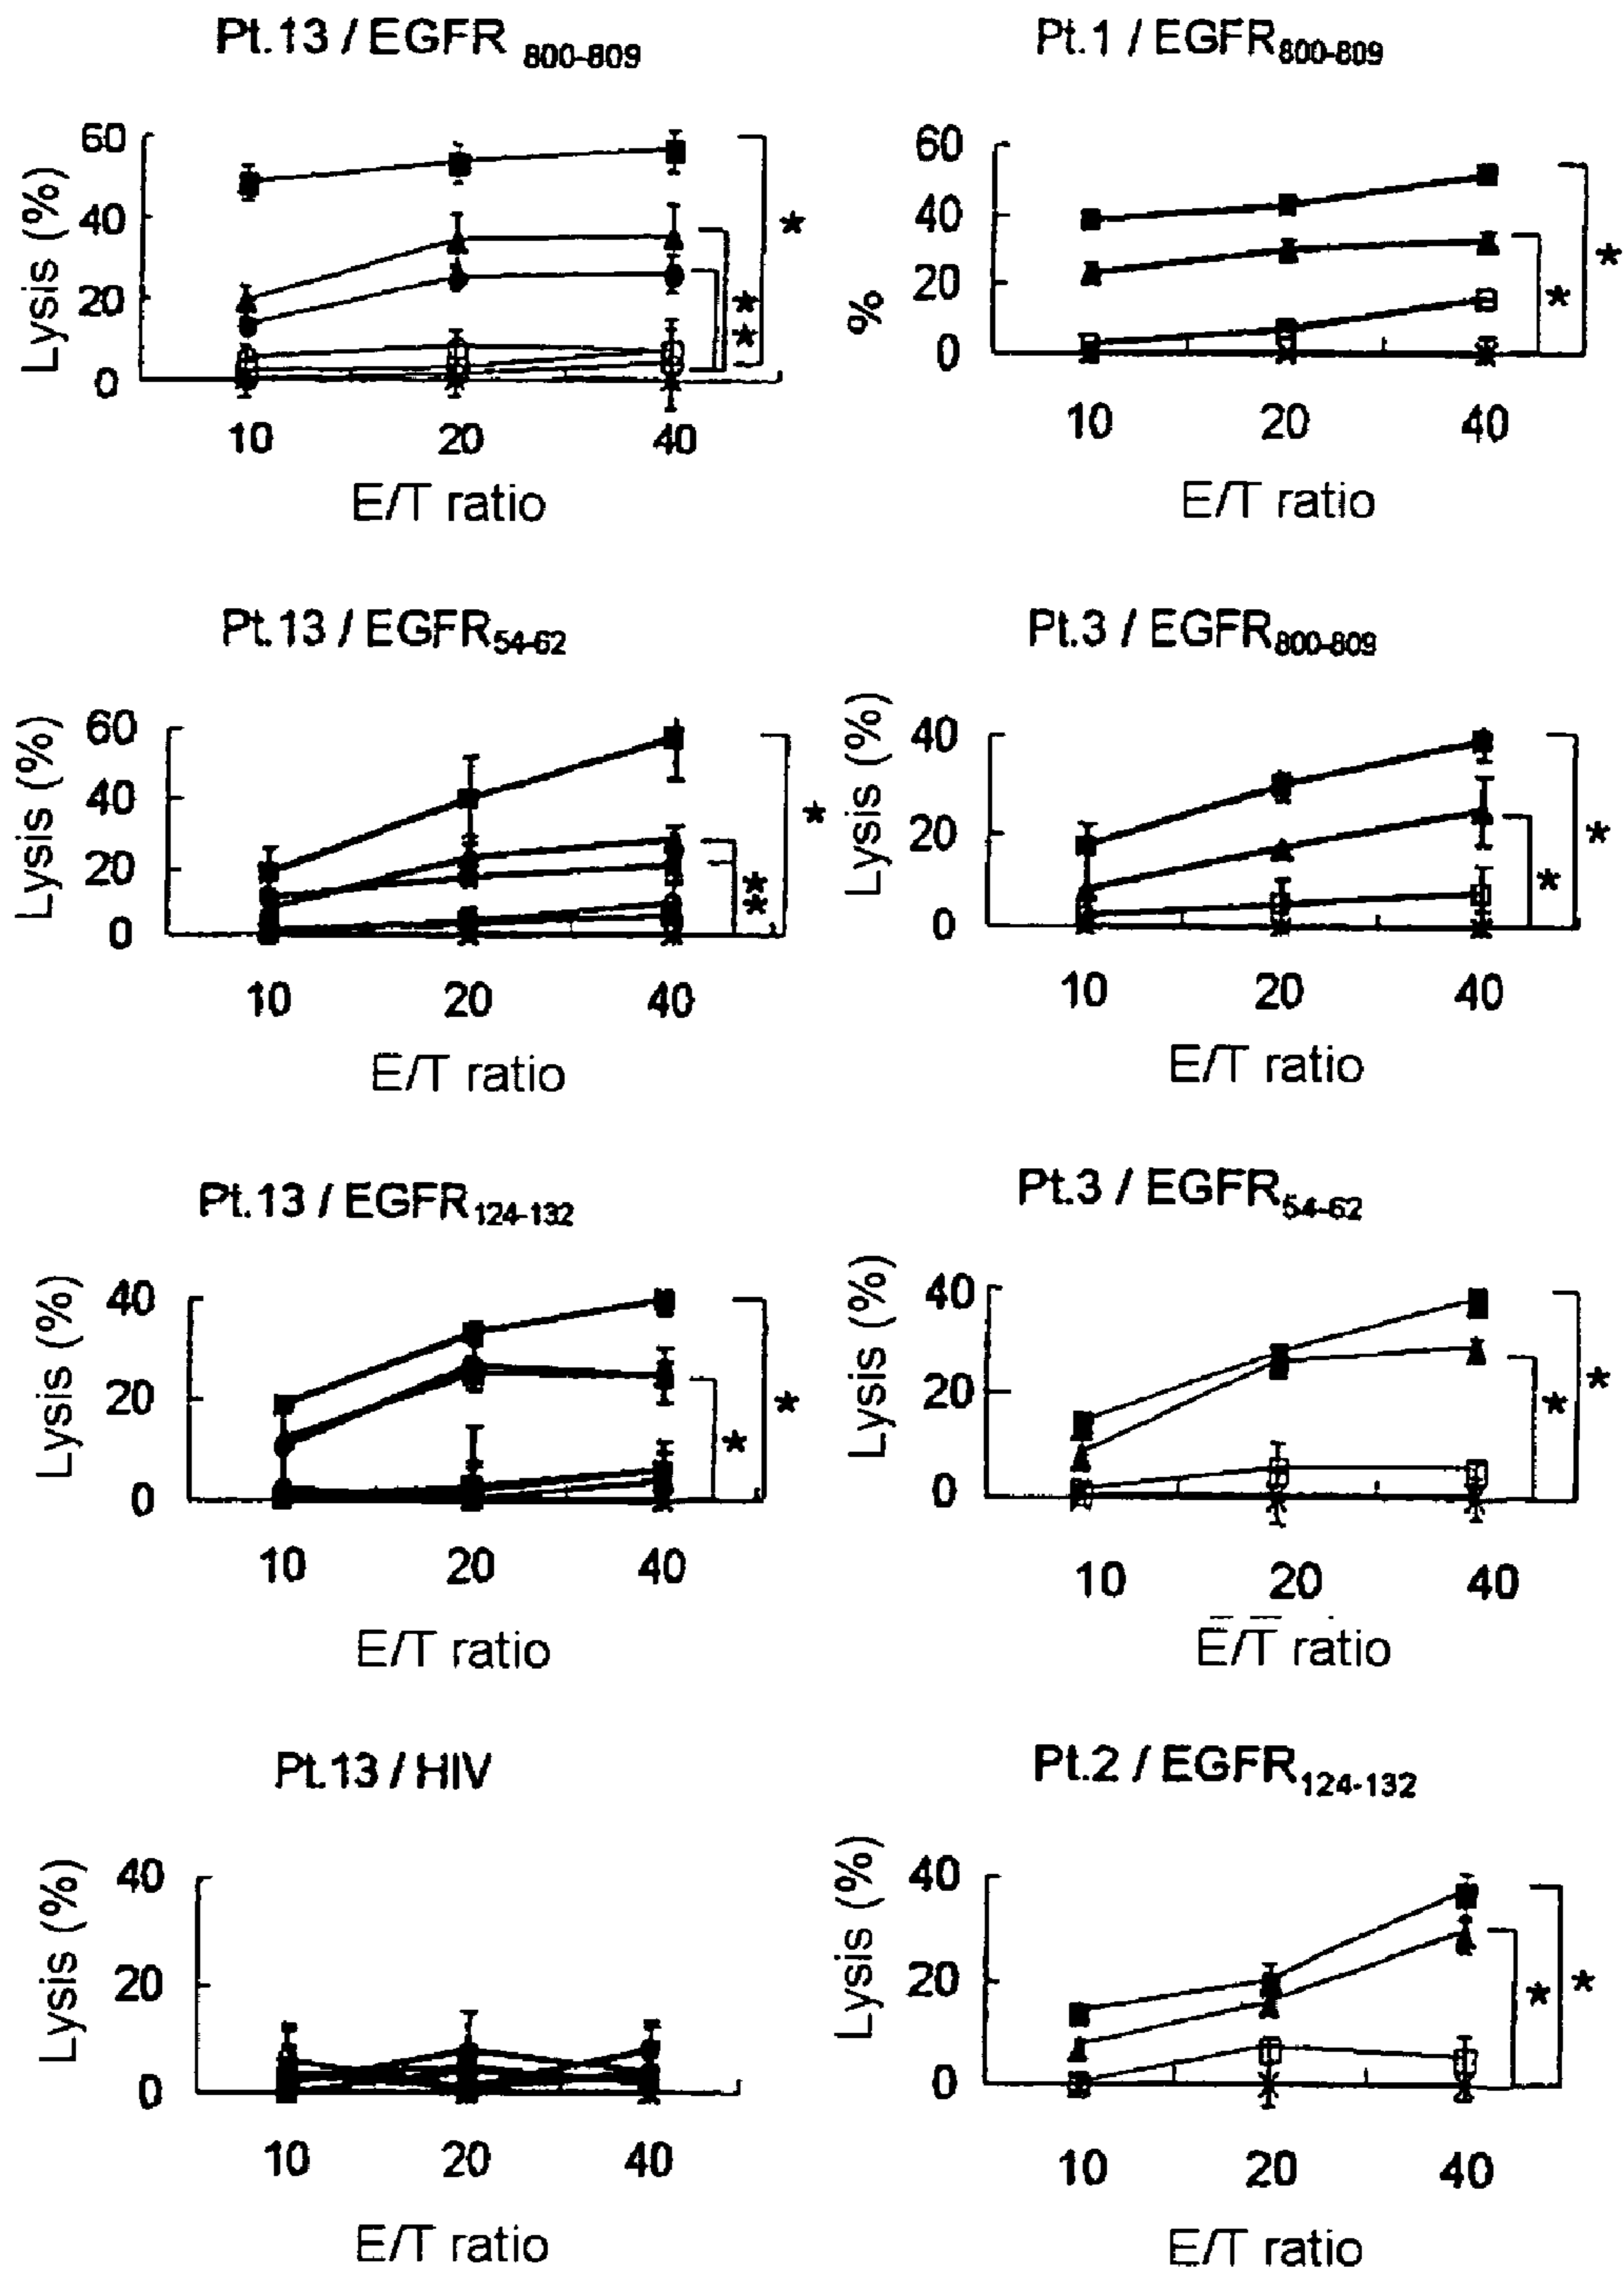 Pt.13 / EGFR 800-809
Lysis (%)
60
40
20
0
*
*
*
10 20 40
E/T ratio
Pt.1 / EGFR800-809
%
60
40
20
0
*
*
10 20 40
E/T ratio
Pt.13 / EGFR54-62
Lysis (%)
60
40
20
0
*
*
*
10 20 40
E/T ratio
Pt.3 / EGFR800-809
Lysis (%)
40
20
0
*
*
10 20 40
E/T ratio
Pt.13 / EGFR124-132
Lysis (%)
40
20
0
*
*
10 20 40
E/T ratio
Pt.3 / EGFR54-62
Lysis (%)
40
20
0
*
*
10 20 40
E/T ratio
Pt.13 / HIV
Lysis (%)
40
20
0
10 20 40
E/T ratio
Pt.2 / EGFR124-132
Lysis (%)
40
20
0
*
*
10 20 40
E/T ratio